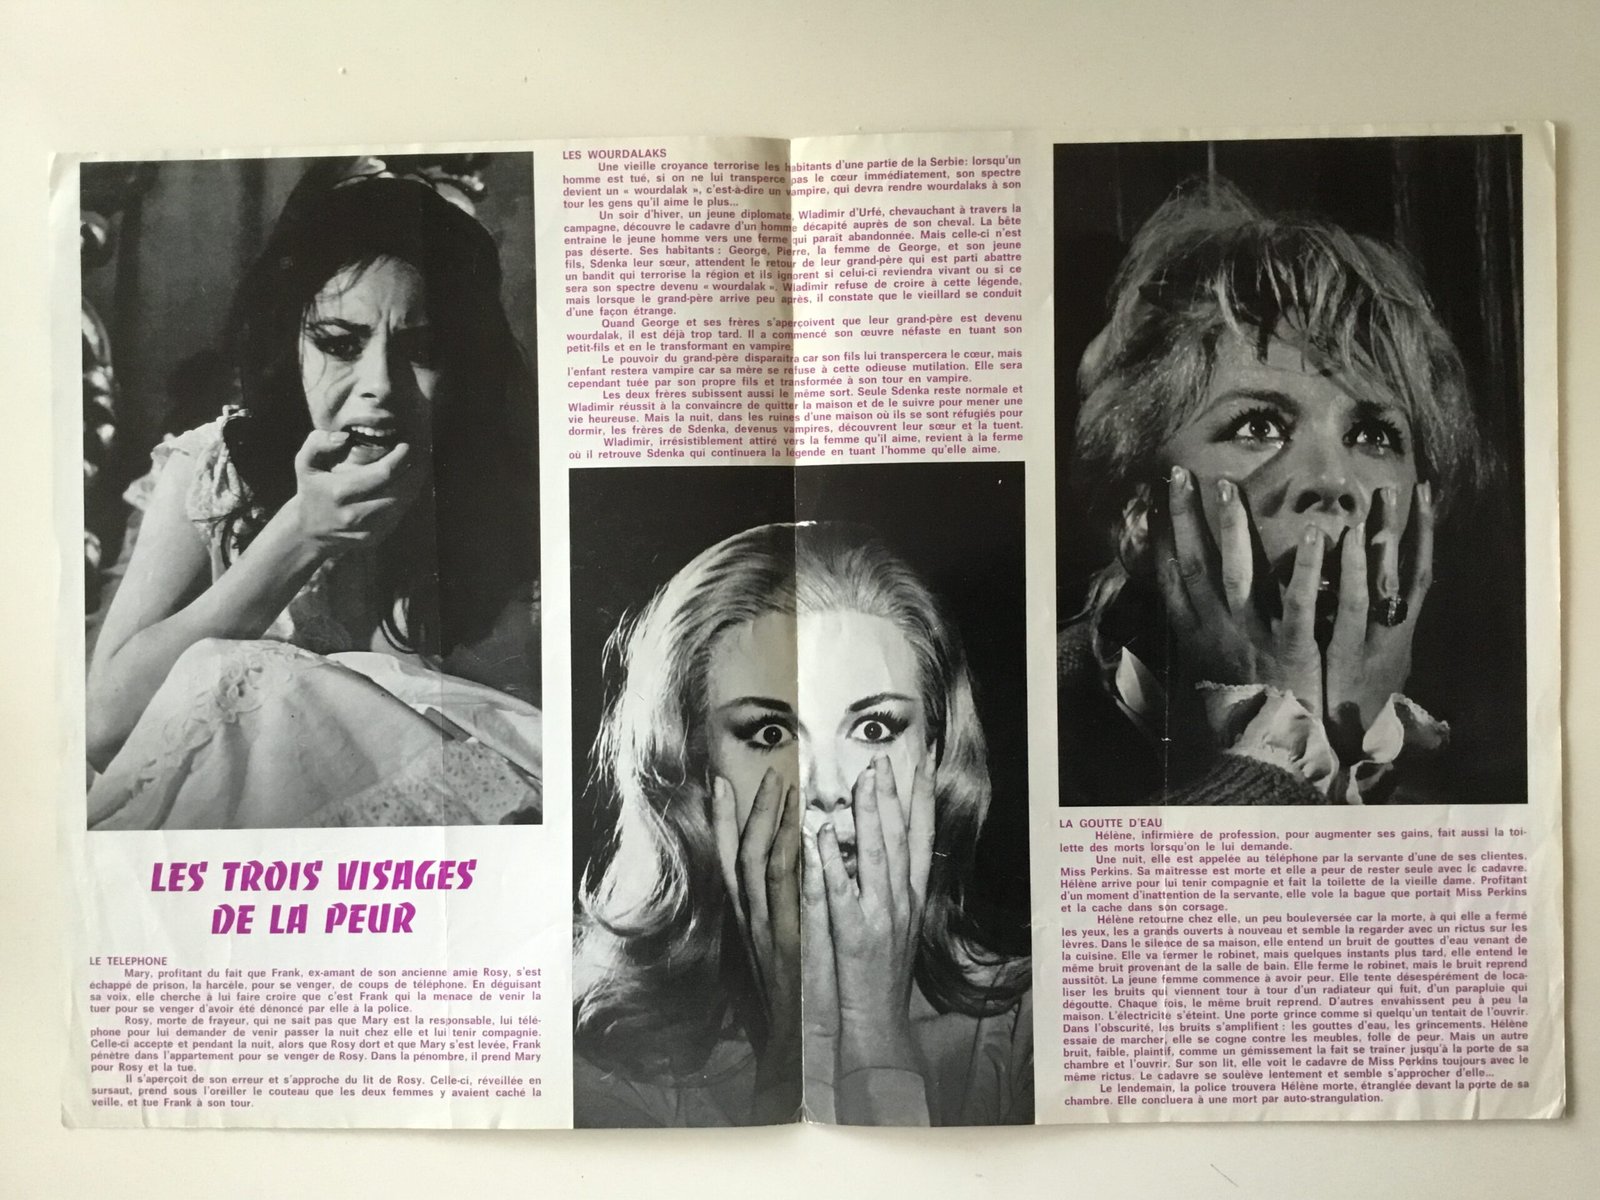 LES TROIS VISAGES
DE LA PEUR
LE TELEPHONE
Mary, profitant du fait que Frank, ex-amant de son ancienne amie Rosy, s'est
échappé de prison, la harcèle, pour se venger, de coups de téléphone. En déguisant
sa voix, elle cherche à lui faire croire que c'est Frank qui la menace de venir la
tuer pour se venger d'avoir été dénoncé par elle à la police.
Rosy, morte de frayeur, qui ne sait pas que Mary est la responsable, lui télé-
phone pour lui demander de venir passer la nuit chez elle et lui tenir compagnie.
Celle-ci accepte et pendant la nuit, alors que Rosy dort et que Mary s'est levée, Frank
pénètre dans l'appartement pour se venger de Rosy. Dans la pénombre, il prend Mary
pour Rosy et la tue.
Il s'aperçoit de son erreur et s'approche du lit de Rosy. Celle-ci, réveillée en
sursaut, prend sous l'oreiller le couteau que les deux femmes y avaient caché la
veille, et tue Frank à son tour.
LES WOURDALAKS
Une vieille croyance terrorise les habitants d'une partie de la Serbie: lorsqu'un
homme est tué, si on ne lui transperce pas le cœur immédiatement, son spectre
devient un « wourdalak », c'est-à-dire un vampire, qui devra rendre wourdalaks à son
tour les gens qu'il aime le plus...
Un soir d'hiver, un jeune diplomate, Wladimir d'Urfé, chevauchant à travers la
campagne, découvre le cadavre d'un homme décapité auprès de son cheval. La bête
entraine le jeune homme vers une ferme qui parait abandonnée. Mais celle-ci n'est
pas déserte. Ses habitants : George, Pierre, la femme de George, et son jeune
fils, Sdenka leur sœur, attendent le retour de leur grand-père qui est parti abattre
un bandit qui terrorise la région et ils ignorent si celui-ci reviendra vivant ou si ce
sera son spectre devenu « wourdalak ». Wladimir refuse de croire à cette légende,
mais lorsque le grand-père arrive peu après, il constate que le vieillard se conduit
d'une façon étrange.
Quand George et ses frères s'aperçoivent que leur grand-père est devenu
wourdalak, il est déjà trop tard. Il a commencé son œuvre néfaste en tuant son
petit-fils et en le transformant en vampire.
Le pouvoir du grand-père disparaitra car son fils lui transpercera le cœur, mais
l'enfant restera vampire car sa mère se refuse à cette odieuse mutilation. Elle sera
cependant tuée par son propre fils et transformée à son tour en vampire.
Les deux frères subissent aussi le même sort. Seule Sdenka reste normale et
Wladimir réussit à la convaincre de quitter la maison et de le suivre pour mener une
vie heureuse. Mais la nuit, dans les ruines d'une maison où ils se sont réfugiés pour
dormir, les frères de Sdenka, devenus vampires, découvrent leur sœur et la tuent.
Wladimir, irrésistiblement attiré vers la femme qu'il aime, revient à la ferme
où il retrouve Sdenka qui continuera la légende en tuant l'homme qu'elle aime.
LA GOUTTE D'EAU
Hélène, infirmière de profession, pour augmenter ses gains, fait aussi la toi-
lette des morts lorsqu'on le lui demande.
Une nuit, elle est appelée au téléphone par la servante d'une de ses clientes,
Miss Perkins. Sa maitresse est morte et elle a peur de rester seule avec le cadavre.
Hélène arrive pour lui tenir compagnie et fait la toilette de la vieille dame. Profitant
d'un moment d'inattention de la servante, elle vole la bague que portait Miss Perkins
et la cache dans son corsage.
Hélène retourne chez elle, un peu bouleversée car la morte, à qui elle a fermé
les yeux, les a grands ouverts à nouveau et semble la regarder avec un rictus sur les
lèvres. Dans le silence de sa maison, elle entend un bruit de gouttes d'eau venant de
la cuisine. Elle va fermer le robinet, mais quelques instants plus tard, elle entend le
même bruit provenant de la salle de bain. Elle ferme le robinet, mais le bruit reprend
aussitôt. La jeune femme commence à avoir peur. Elle tente désespérément de loca-
liser les bruits qui viennent tour à tour d'un radiateur qui fuit, d'un parapluie qui
dégoutte. Chaque fois, le même bruit reprend. D'autres envahissent peu à peu la
maison. L'électricité s'éteint. Une porte grince comme si quelqu'un tentait de l'ouvrir.
Dans l'obscurité, les bruits s'amplifient : les gouttes d'eau, les grincements. Hélène
essaie de marcher, elle se cogne contre les meubles, folle de peur. Mais un autre
bruit, faible, plaintif, comme un gémissement la fait se trainer jusqu'à la porte de sa
chambre et l'ouvrir. Sur son lit, elle voit le cadavre de Miss Perkins toujours avec le
même rictus. Le cadavre se soulève lentement et semble s'approcher d'elle...
Le lendemain, la police trouvera Hélène morte, étranglée devant la porte de sa
chambre. Elle concluera à une mort par auto-strangulation.